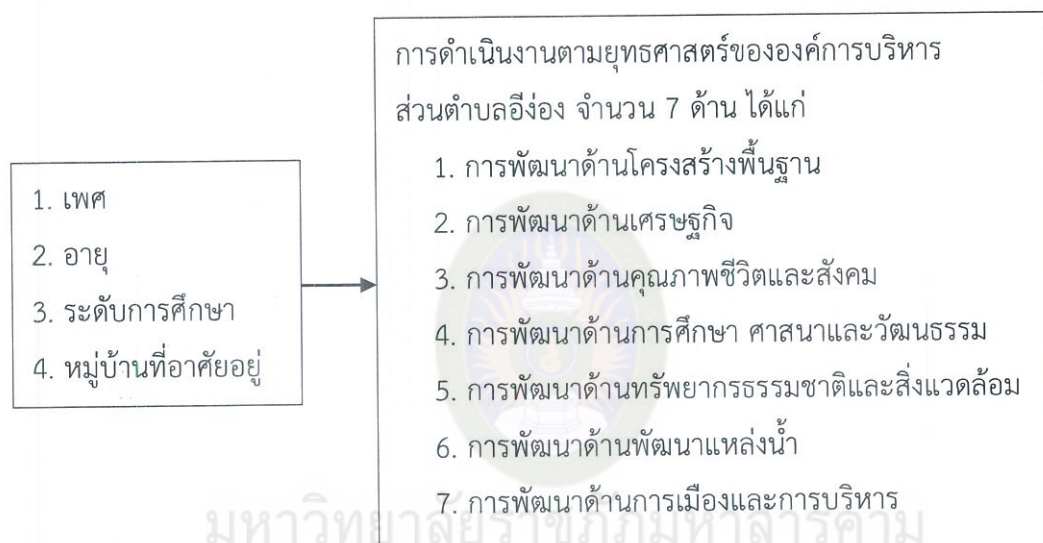 1. เพศ
2. อายุ
3. ระดับการศึกษา
4. หมู่บ้านที่อาศัยอยู่
การดำเนินงานตามยุทธศาสตร์ขององค์การบริหาร
ส่วนตำบลอีง่อง จำนวน 7 ด้าน ได้แก่
1. การพัฒนาด้านโครงสร้างพื้นฐาน
2. การพัฒนาด้านเศรษฐกิจ
3. การพัฒนาด้านคุณภาพชีวิตและสังคม
4. การพัฒนาด้านการศึกษา ศาสนาและวัฒนธรรม
5. การพัฒนาด้านทรัพยากรธรรมชาติและสิ่งแวดล้อม
6. การพัฒนาด้านพัฒนาแหล่งน้ำ
7. การพัฒนาด้านการเมืองและการบริหาร
มหาวิทยาลัยราชภัฏมหาสารคาม